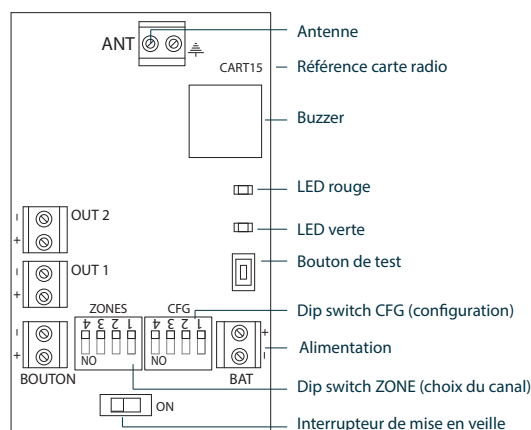 ANT
Antenne
CART15
Référence carte radio
Buzzer
LED rouge
LED verte
Bouton de test
- OUT 2
+
- OUT 1
+
ZONES
CFG
Dip switch CFG (configuration)
4 3 2 1
4 3 2 1
NO
NO
-
+
+
-
Alimentation
BOUTON
BAT
Dip switch ZONE (choix du canal)
ON
Interrupteur de mise en veille